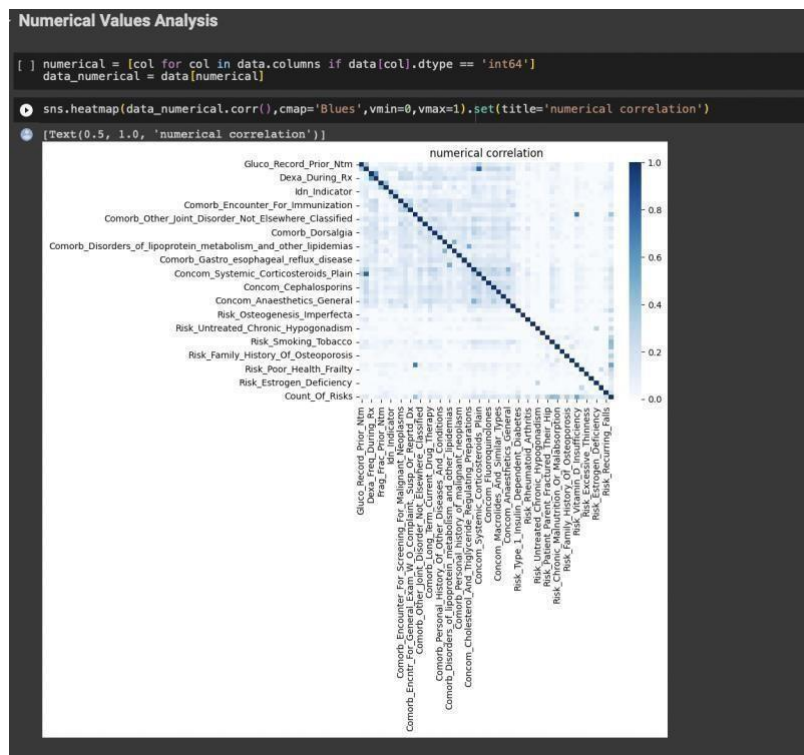 Numerical Values Analysis
[ ] numerical = [col for col in data.columns if data[col].dtype == 'int64']
data_numerical = data[numerical]
sns.heatmap(data_numerical.corr(),cmap='Blues',vmin=0,vmax=1).set(title='numerical correlation')
[Text(0.5, 1.0, 'numerical correlation')]
numerical correlation
Gluco_Record_Prior_Ntm
Dexa_During_Rx
Idn_Indicator
Comorb_Encounter_For_Immunization
Comorb_Other_Joint_Disorder_Not_Elsewhere_Classified
Comorb_Dorsalgia
Comorb_Disorders_of_lipoprotein_metabolism_and_other_lipidemias
Comorb_Gastro_esophageal_reflux_disease
Concom_Systemic_Corticosteroids_Plain
Concom_Cephalosporins
Concom_Anaesthetics_General
Risk_Osteogenesis_Imperfecta
Risk_Untreated_Chronic_Hypogonadism
Risk_Smoking_Tobacco
Risk_Family_History_Of_Osteoporosis
Risk_Poor_Health_Frailty
Risk_Estrogen_Deficiency
Count_Of_Risks
1.0
0.8
0.6
0.4
0.2
0.0
Gluco_Record_Prior_Ntm
Dexa_Freq_During_Rx
Frag_Frac_Prior_Ntm
Idn_Indicator
Comorb_Encounter_For_Screening_For_Malignant_Neoplasms
Comorb_Encntr_For_General_Exam_W_O_Complaint,_Susp_Or_Reprtd_Dx
Comorb_Other_Joint_Disorder_Not_Elsewhere_Classified
Comorb_Long_Term_Current_Drug_Therapy
Comorb_Personal_History_Of_Other_Diseases_And_Conditions
Comorb_Disorders_of_lipoprotein_metabolism_and_other_lipidemias
Comorb_Personal_history_of_malignant_neoplasm
Concom_Cholesterol_And_Triglyceride_Regulating_Preparations
Concom_Systemic_Corticosteroids_Plain
Concom_Fluoroquinolones
Concom_Macrolides_And_Similar_Types
Concom_Anaesthetics_General
Risk_Type_1_Insulin_Dependent_Diabetes
Risk_Rheumatoid_Arthritis
Risk_Untreated_Chronic_Hypogonadism
Risk_Patient_Parent_Fractured_Their_Hip
Risk_Chronic_Malnutrition_Or_Malabsorption
Risk_Family_History_Of_Osteoporosis
Risk_Vitamin_D_Insufficiency
Risk_Excessive_Thinness
Risk_Estrogen_Deficiency
Risk_Recurring_Falls